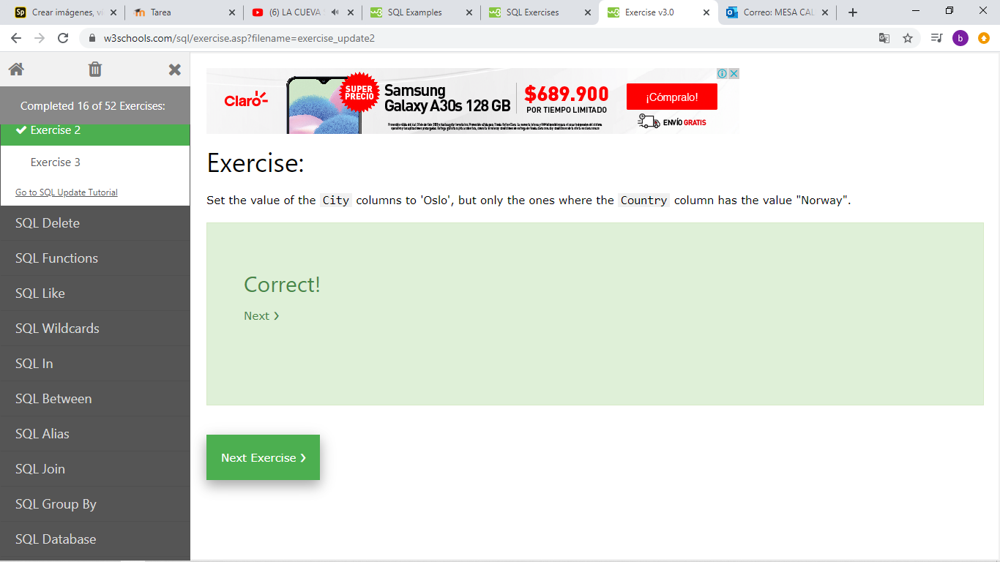 Crear imágenes, ví
Tarea
(6) LA CUEVA S
SQL Examples
SQL Exercises
Exercise v3.0
Correo: MESA CAL
w3schools.com/sql/exercise.asp?filename=exercise_update2
b
Completed 16 of 52 Exercises:
Exercise 2
Exercise 3
Go to SQL Update Tutorial
SQL Delete
SQL Functions
SQL Like
SQL Wildcards
SQL In
SQL Between
SQL Alias
SQL Join
SQL Group By
SQL Database
Claro
SUPER
PRECIO
Samsung
Galaxy A30s 128 GB
$689.900
POR TIEMPO LIMITADO
¡Cómpralo!
ENVÍO GRATIS
Exercise:
Set the value of the City columns to 'Oslo', but only the ones where the Country column has the value "Norway".
Correct!
Next ❯
Next Exercise ❯